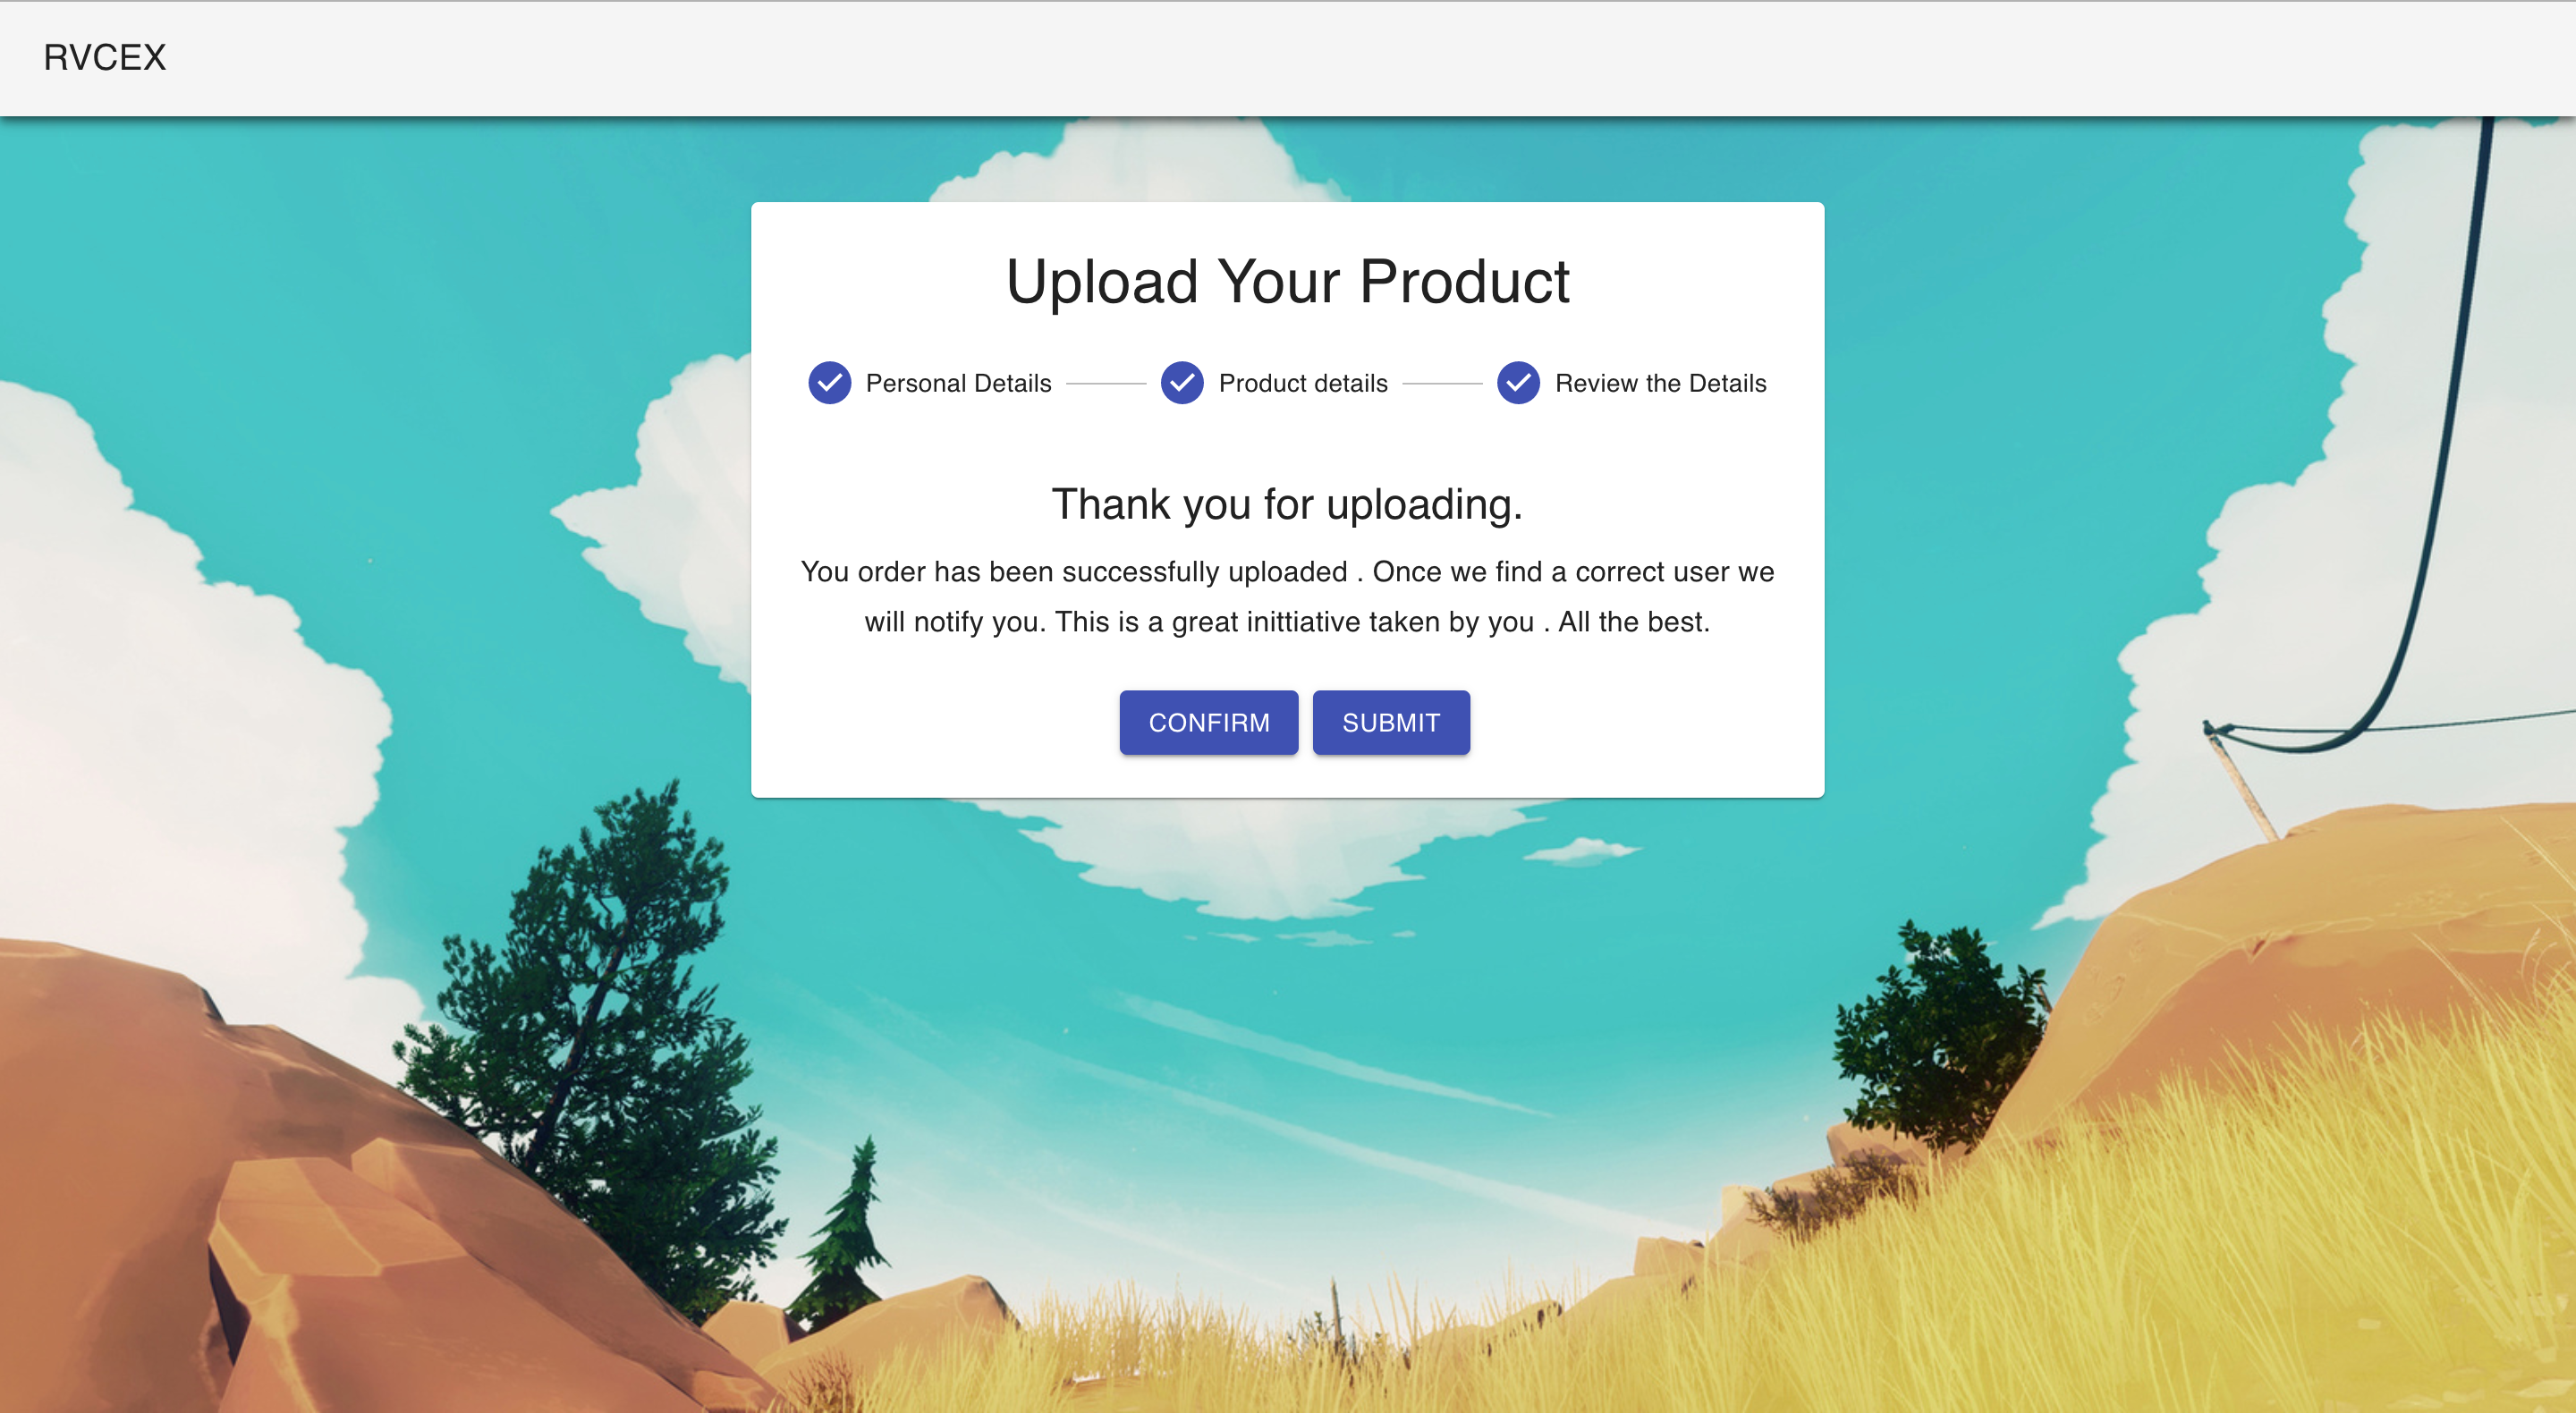 RVCEX
Upload Your Product
Personal Details
Product details
Review the Details
Thank you for uploading.
You order has been successfully uploaded . Once we find a correct user we
will notify you. This is a great inittiative taken by you . All the best.
CONFIRM
SUBMIT